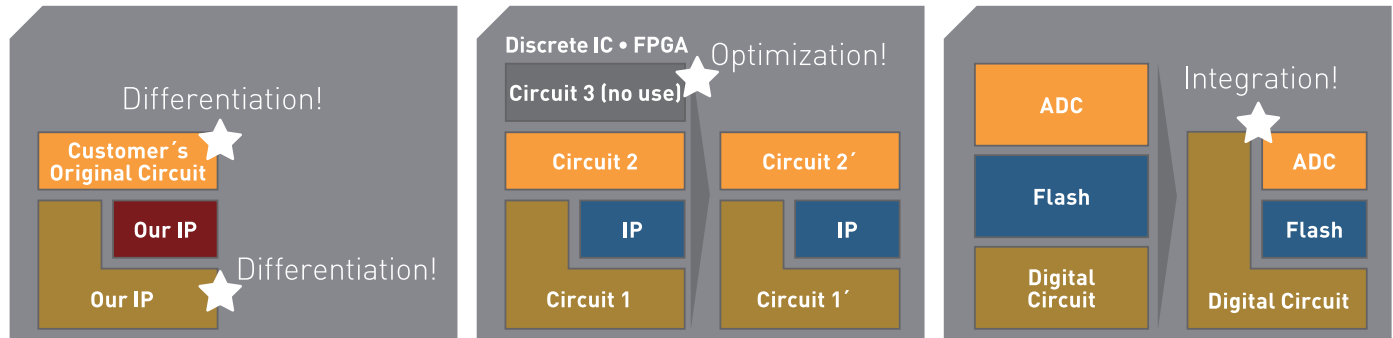 Differentiation!
Customer´s
Original Circuit
Our IP
Differentiation!
Our IP
Discrete IC • FPGA
Optimization!
Circuit 3 (no use)
Circuit 2
Circuit 2´
IP
IP
Circuit 1
Circuit 1´
Integration!
ADC
ADC
Flash
Flash
Digital
Circuit
Digital Circuit